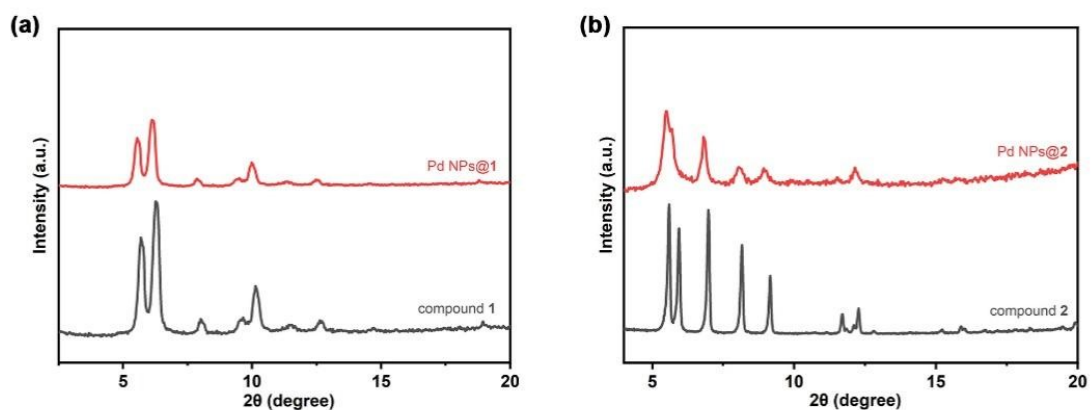 (a)
Intensity (a.u.)
Pd NPs@1
compound 1
5
10
15
20
2θ (degree)
(b)
Intensity (a.u.)
Pd NPs@2
compound 2
5
10
15
20
2θ (degree)